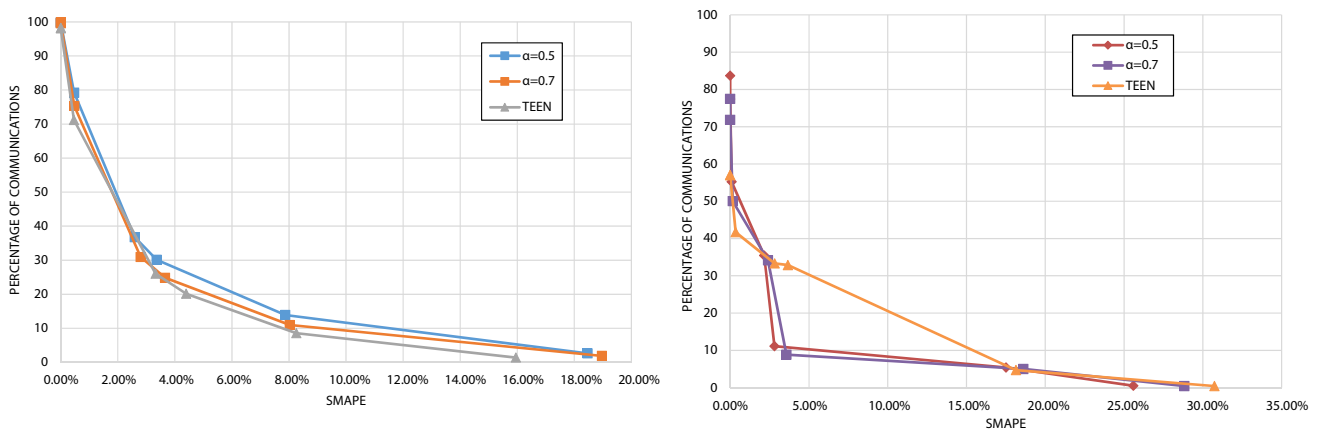 PERCENTAGE OF COMMUNICATIONS
100
90
80
70
60
50
40
30
20
10
0
α=0.5
α=0.7
TEEN
0.00% 2.00% 4.00% 6.00% 8.00% 10.00% 12.00% 14.00% 16.00% 18.00% 20.00%
SMAPE
PERCENTAGE OF COMMUNICATIONS
100
90
80
70
60
50
40
30
20
10
0
α=0.5
α=0.7
TEEN
0.00% 5.00% 10.00% 15.00% 20.00% 25.00% 30.00% 35.00%
SMAPE